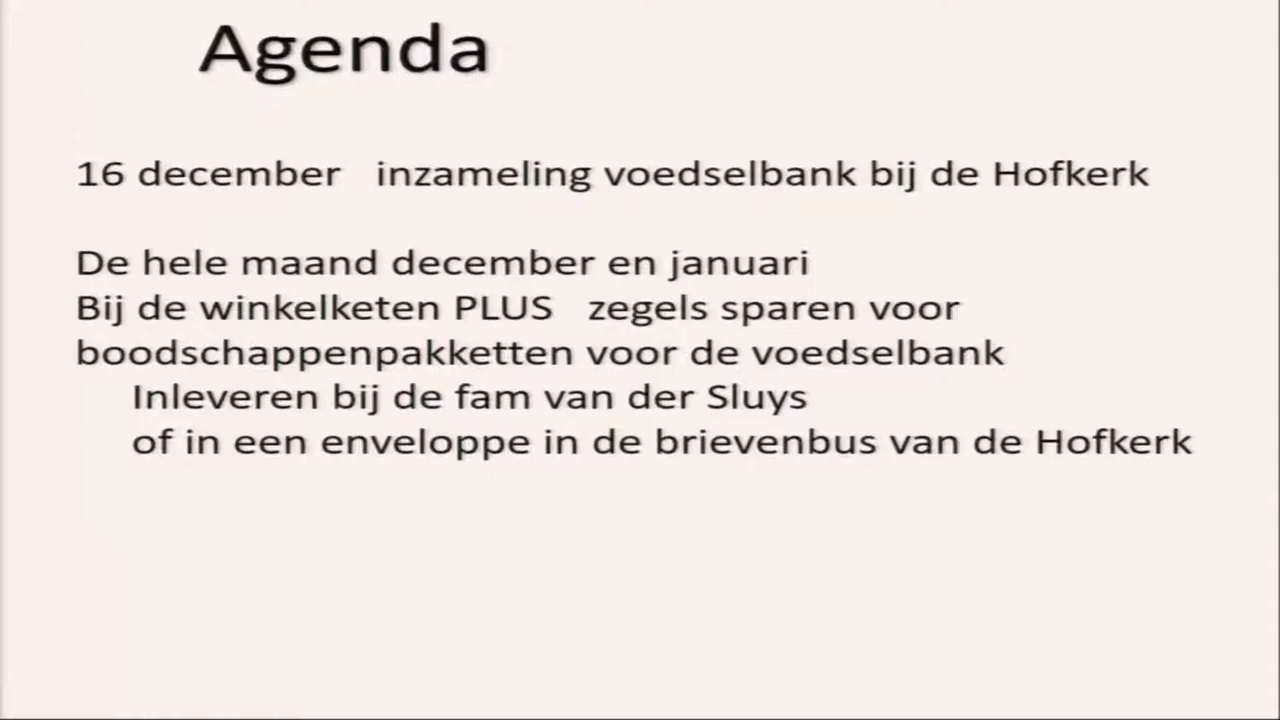 Agenda
16 december inzameling voedselbank bij de Hofkerk
De hele maand december en januari
Bij de winkelketen PLUS zegels sparen voor
boodschappenpakketten voor de voedselbank
Inleveren bij de fam van der Sluys
of in een enveloppe in de brievenbus van de Hofkerk